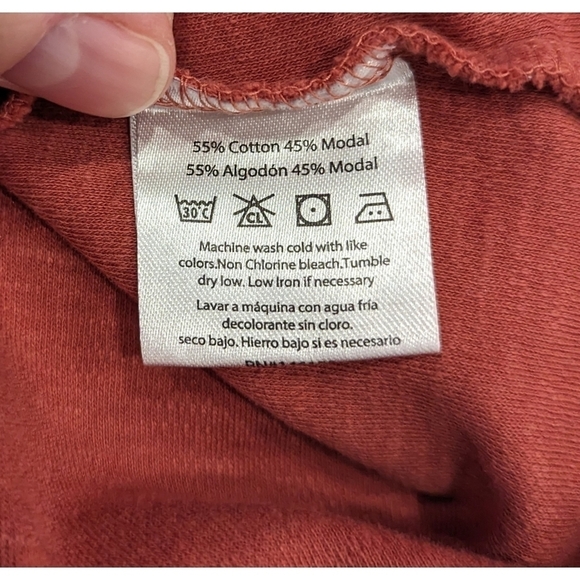 55% Cotton 45% Modal
55% Algodón 45% Modal
30°C CL
Machine wash cold with like
colors.Non Chlorine bleach.Tumble
dry low. Low Iron if necessary
Lavar a máquina con agua fría
decolorante sin cloro.
seco bajo. Hierro bajo si es necesario